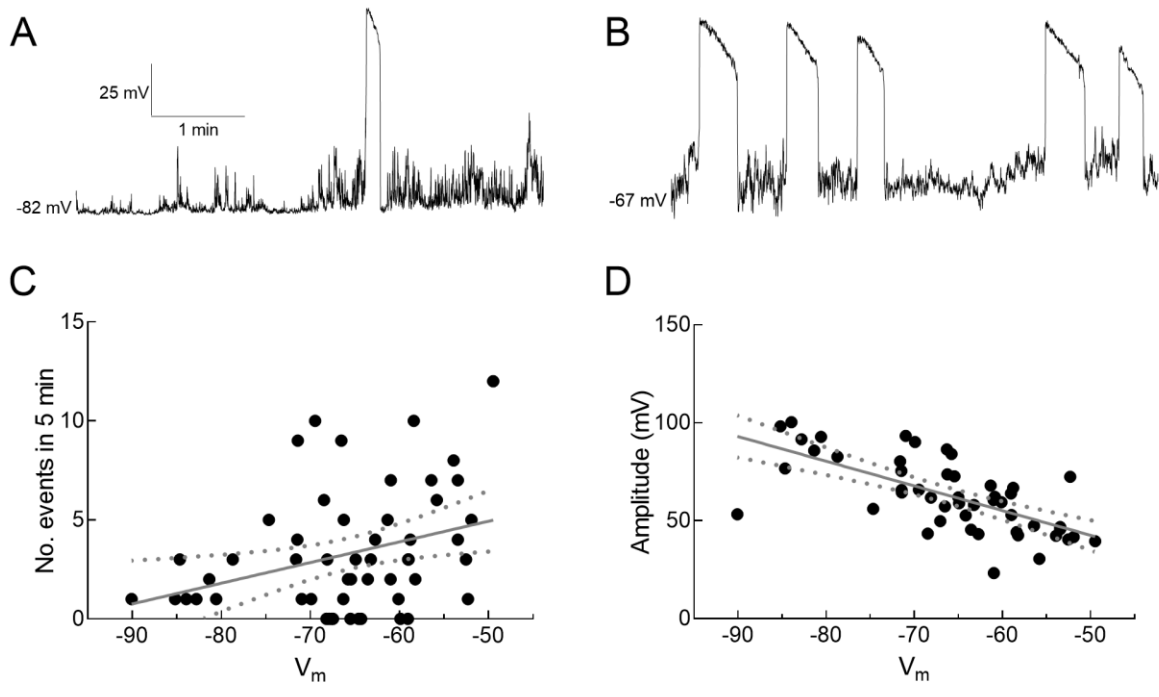 A
25 mV
1 min
-82 mV
B
-67 mV
C
15
10
5
0
No. events in 5 min
-90 -80 -70 -60 -50
Vm
D
150
100
50
0
Amplitude (mV)
-90 -80 -70 -60 -50
Vm